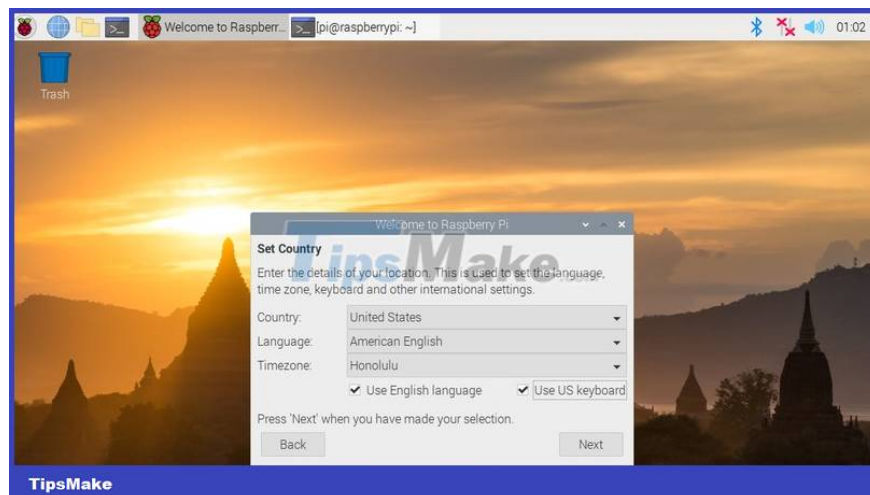 Welcome to Raspberr... [pi@raspberrypi: ~] 01:02
Trash
Welcome to Raspberry Pi
TipsMake.com
Set Country
Enter the details of your location. This is used to set the language,
time zone, keyboard and other international settings.
Country: United States
Language: American English
Timezone: Honolulu
Use English language Use US keyboard
Press 'Next' when you have made your selection.
Back Next
TipsMake